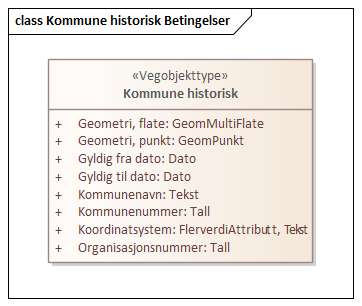 class Kommune historisk Betingelser
«Vegobjekttype»
Kommune historisk
+ Geometri, flate: GeomMultiFlate
+ Geometri, punkt: GeomPunkt
+ Gyldig fra dato: Dato
+ Gyldig til dato: Dato
+ Kommunenavn: Tekst
+ Kommunenummer: Tall
+ Koordinatsystem: FlerverdiAttributt, Tekst
+ Organisasjonsnummer: Tall